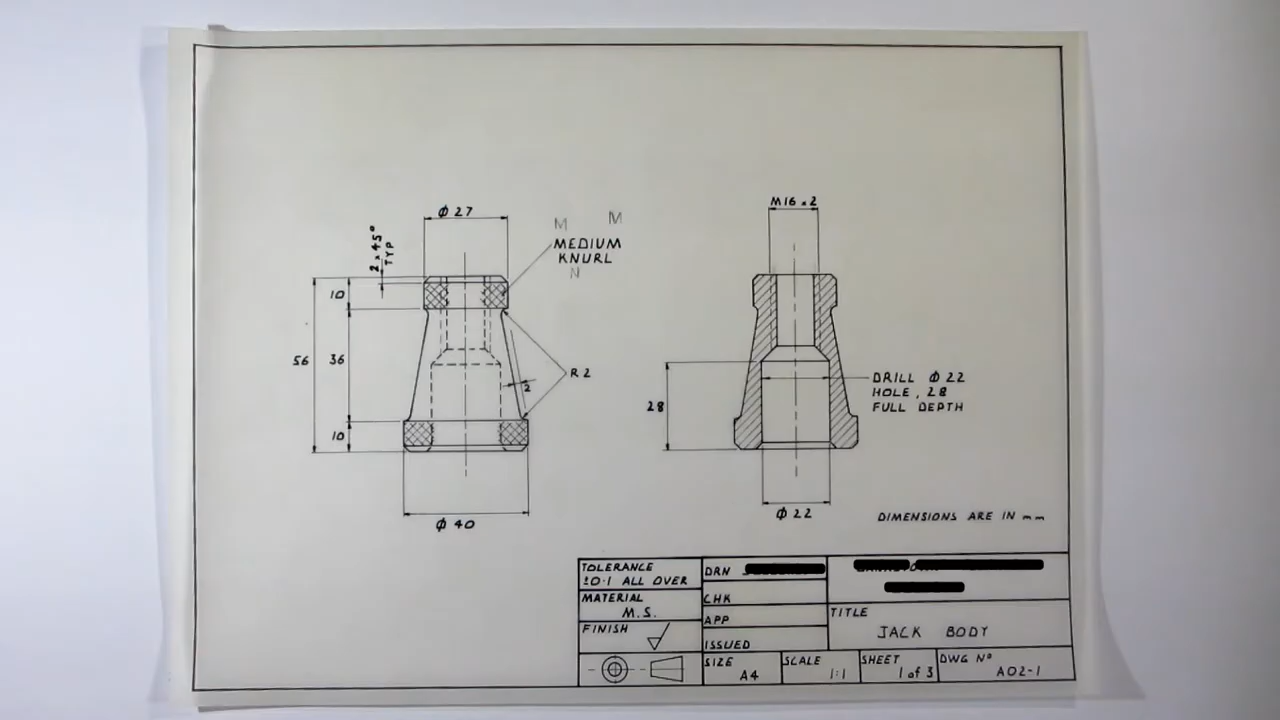 Φ 27
M16 x 2
M
M
2 x 45°
TYP
MEDIUM
KNURL
N
10
56
36
R 2
2
10
Φ 40
28
DRILL Φ 22
HOLE, 28
FULL DEPTH
Φ 22
DIMENSIONS ARE IN mm
TOLERANCE
±0·1 ALL OVER
MATERIAL
M.S.
FINISH
DRN
CHK
APP
ISSUED
TITLE
JACK BODY
SIZE
A4
SCALE
1:1
SHEET
1 of 3
DWG Nº
A02-1